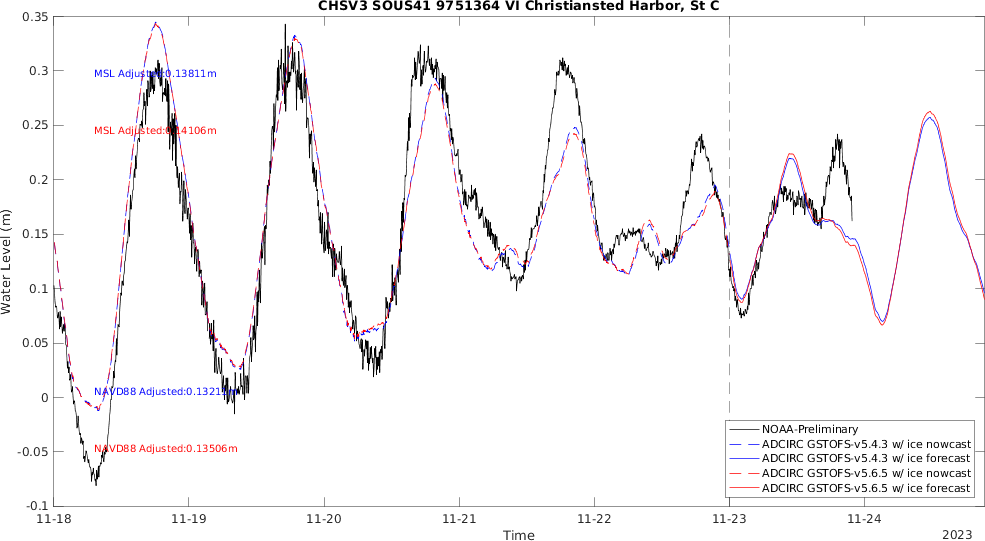 CHSV3 SOUS41 9751364 VI Christiansted Harbor, St C
0.35
0.3
0.25
0.2
0.15
0.1
0.05
0
-0.05
-0.1
Water Level (m)
MSL Adjusted:0.13811m
MSL Adjusted:0.14106m
NAVD88 Adjusted:0.13211m
NAVD88 Adjusted:0.13506m
NOAA-Preliminary
ADCIRC GSTOFS-v5.4.3 w/ ice nowcast
ADCIRC GSTOFS-v5.4.3 w/ ice forecast
ADCIRC GSTOFS-v5.6.5 w/ ice nowcast
ADCIRC GSTOFS-v5.6.5 w/ ice forecast
11-18 11-19 11-20 11-21 11-22 11-23 11-24
Time
2023